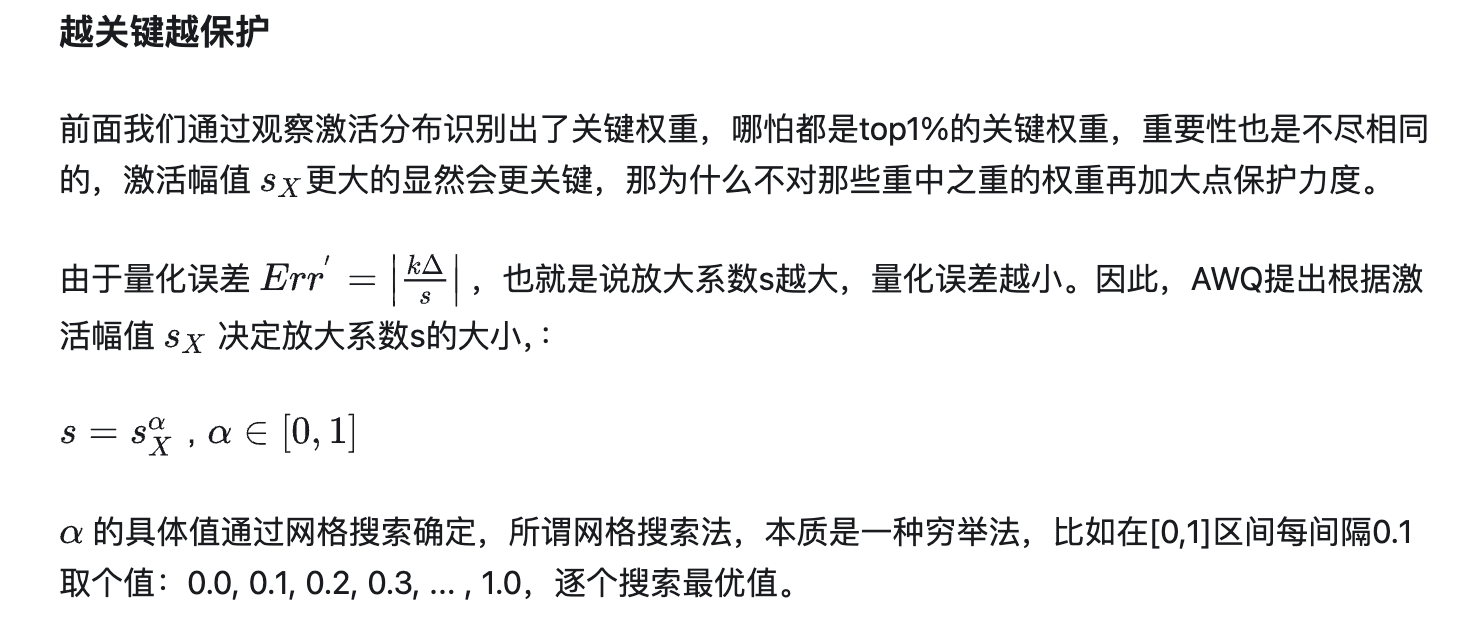 越关键越保护
前面我们通过观察激活分布识别出了关键权重，哪怕都是top1%的关键权重，重要性也是不尽相同
的，激活幅值 $s_X$ 更大的显然会更关键，那为什么不对那些重中之重的权重再加大点保护力度。
由于量化误差 $Err^{'} = \left|\frac{k\Delta}{s}\right|$ ，也就是说放大系数s越大，量化误差越小。因此，AWQ提出根据激
活幅值 $s_X$ 决定放大系数s的大小, :
$s = s_X^{\alpha}$ , $\alpha \in [0, 1]$
$\alpha$ 的具体值通过网格搜索确定，所谓网格搜索法，本质是一种穷举法，比如在[0,1]区间每间隔0.1
取个值：0.0, 0.1, 0.2, 0.3, ... , 1.0，逐个搜索最优值。